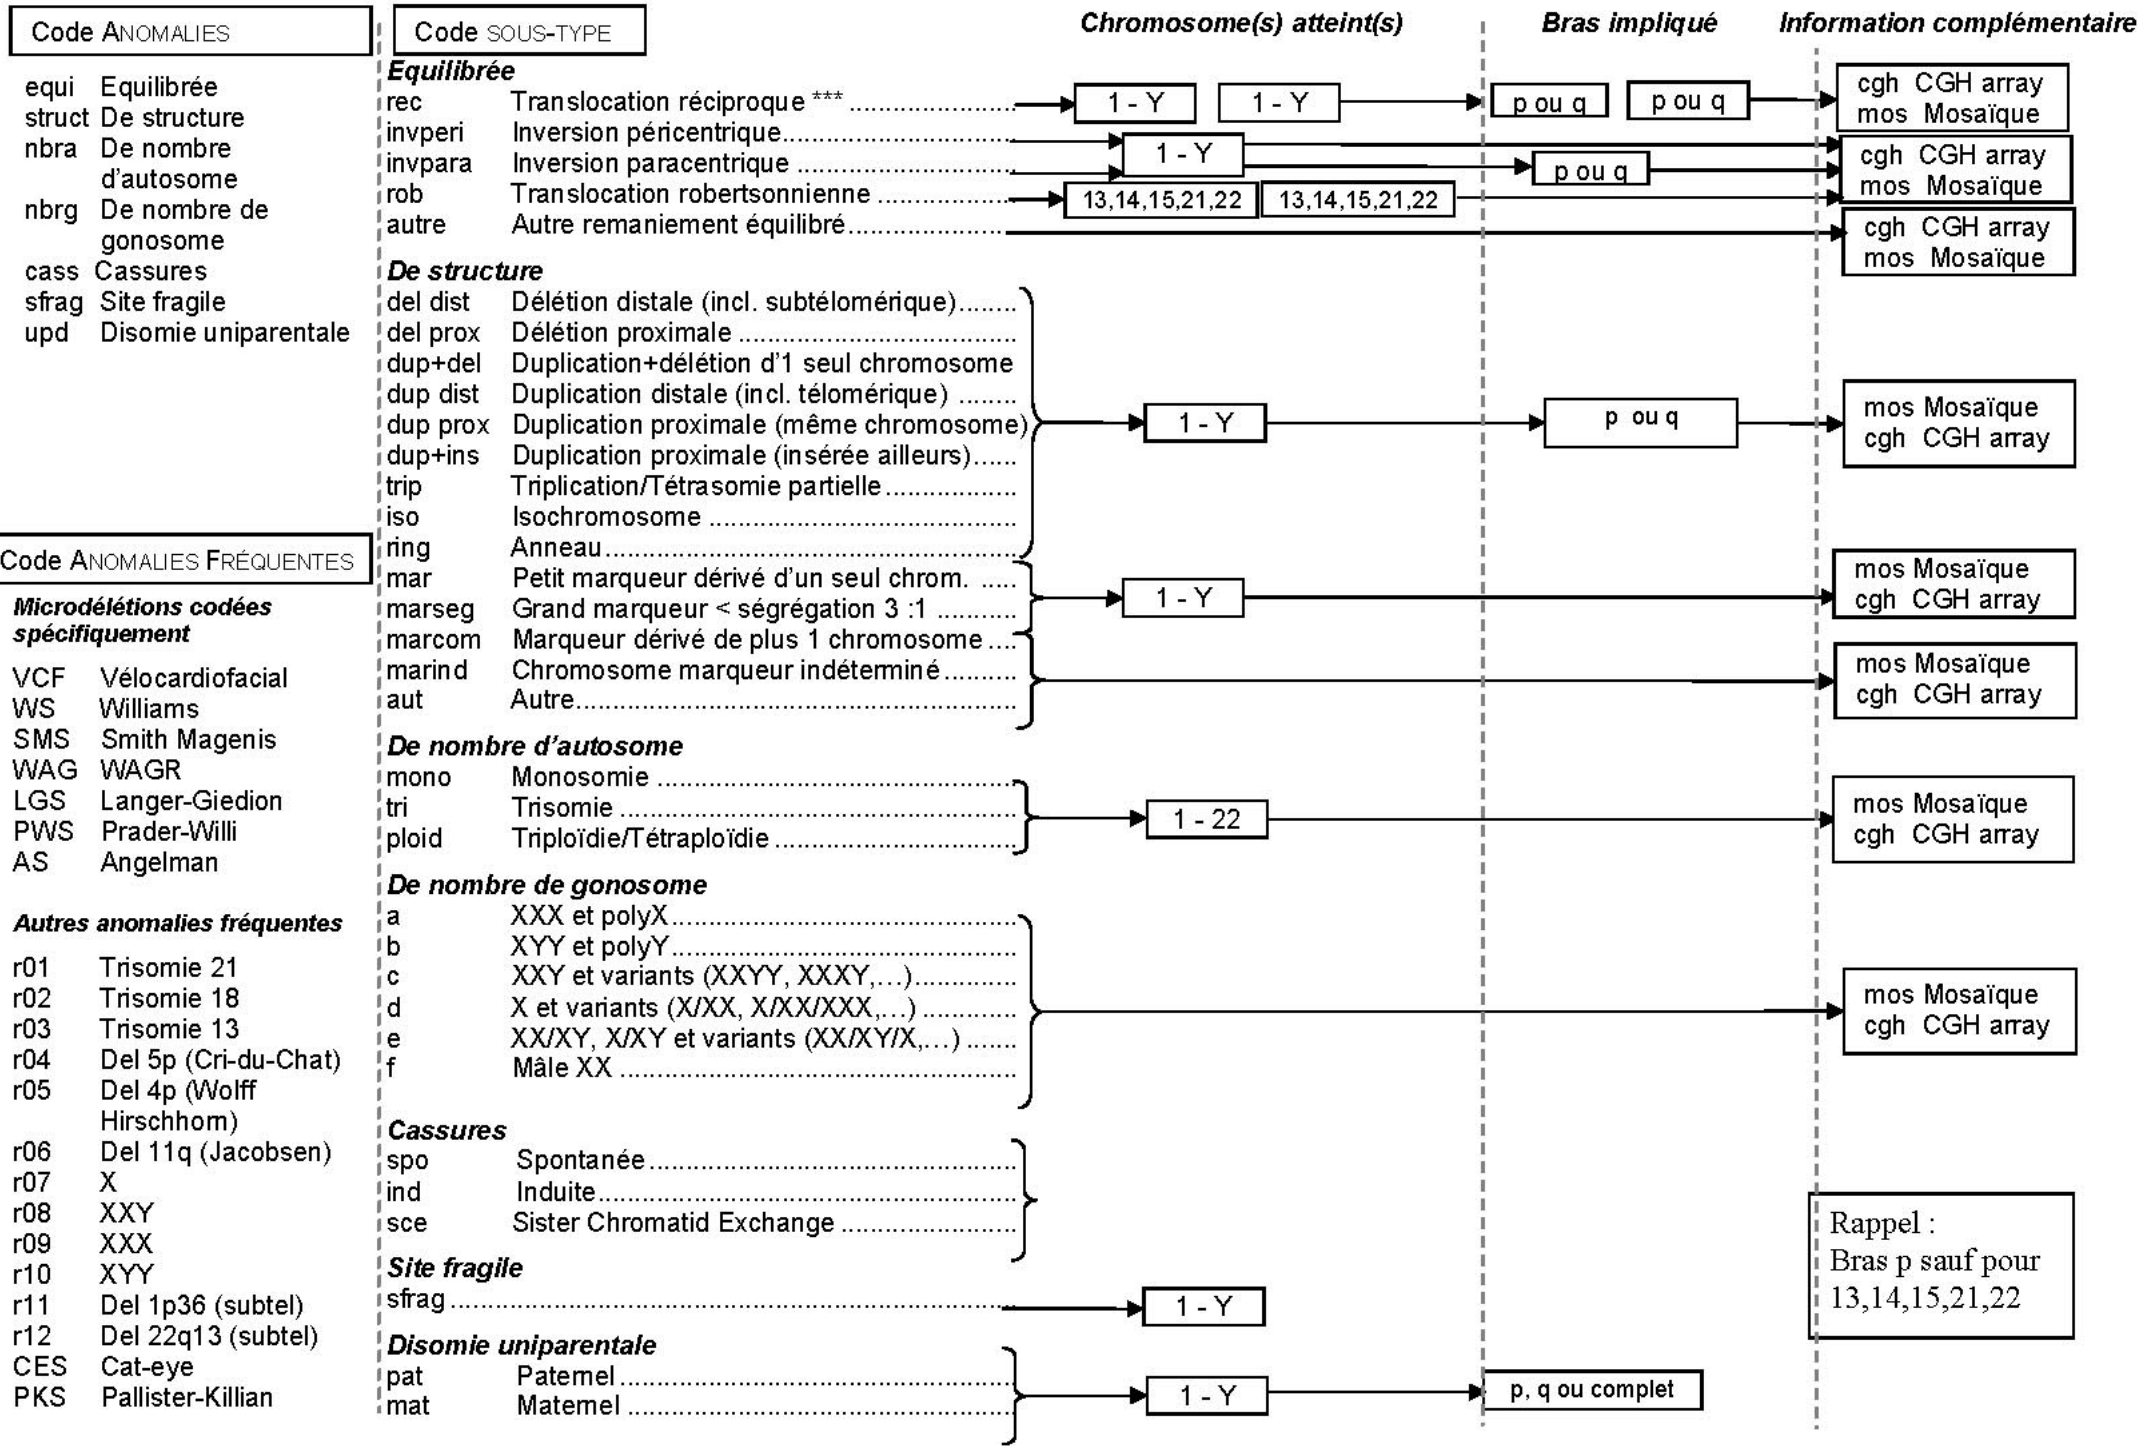 Code ANOMALIES
equi Equilibrée
struct De structure
nbra De nombre
d'autosome
nbrg De nombre de
gonosome
cass Cassures
sfrag Site fragile
upd Disomie uniparentale
Code ANOMALIES FRÉQUENTES
Microdélétions codées
spécifiquement
VCF Vélocardiofacial
WS Williams
SMS Smith Magenis
WAG WAGR
LGS Langer-Giedion
PWS Prader-Willi
AS Angelman
Autres anomalies fréquentes
r01 Trisomie 21
r02 Trisomie 18
r03 Trisomie 13
r04 Del 5p (Cri-du-Chat)
r05 Del 4p (Wolff
Hirschhorn)
r06 Del 11q (Jacobsen)
r07 X
r08 XXY
r09 XXX
r10 XYY
r11 Del 1p36 (subtel)
r12 Del 22q13 (subtel)
CES Cat-eye
PKS Pallister-Killian
Code SOUS-TYPE
Chromosome(s) atteint(s)
Bras impliqué
Information complémentaire
Equilibrée
rec Translocation réciproque *** 1 - Y 1 - Y p ou q p ou q
cgh CGH array
mos Mosaïque
invperi Inversion péricentrique
1 - Y
invpara Inversion paracentrique
p ou q
cgh CGH array
mos Mosaïque
rob Translocation robertsonnienne 13,14,15,21,22 13,14,15,21,22
autre Autre remaniement équilibré
cgh CGH array
mos Mosaïque
De structure
del dist Délétion distale (incl. subtélomérique)
del prox Délétion proximale
dup+del Duplication+délétion d'1 seul chromosome
dup dist Duplication distale (incl. télomérique)
dup prox Duplication proximale (même chromosome)
dup+ins Duplication proximale (insérée ailleurs)
trip Triplication/Tétrasomie partielle
iso Isochromosome
ring Anneau
1 - Y
p ou q
mos Mosaïque
cgh CGH array
mar Petit marqueur dérivé d'un seul chrom.
marseg Grand marqueur < ségrégation 3 :1
1 - Y
mos Mosaïque
cgh CGH array
marcom Marqueur dérivé de plus 1 chromosome
marind Chromosome marqueur indéterminé
aut Autre
mos Mosaïque
cgh CGH array
De nombre d'autosome
mono Monosomie
tri Trisomie
ploid Triploïdie/Tétraploïdie
1 - 22
mos Mosaïque
cgh CGH array
De nombre de gonosome
a XXX et polyX
b XYY et polyY
c XXY et variants (XXYY, XXXY,…)
d X et variants (X/XX, X/XX/XXX,…)
e XX/XY, X/XY et variants (XX/XY/X,…)
f Mâle XX
mos Mosaïque
cgh CGH array
Cassures
spo Spontanée
ind Induite
sce Sister Chromatid Exchange
Rappel :
Bras p sauf pour
13,14,15,21,22
Site fragile
sfrag 1 - Y
Disomie uniparentale
pat Paternel
mat Maternel
1 - Y
p, q ou complet